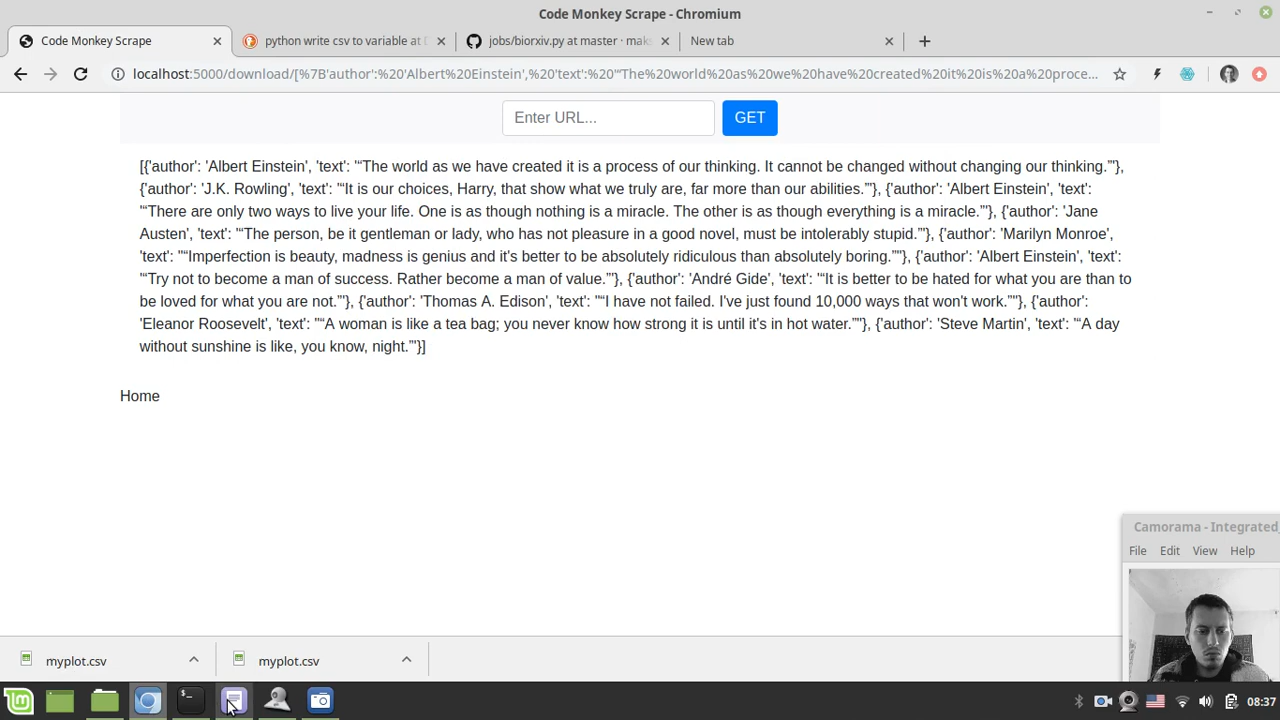 Code Monkey Scrape - Chromium
Code Monkey Scrape
python write csv to variable at D
jobs/biorxiv.py at master · maks
New tab
localhost:5000/download/[%7B'author':%20'Albert%20Einstein',%20'text':%20'“The%20world%20as%20we%20have%20created%20it%20is%20a%20proce...
Enter URL...
GET
[{'author': 'Albert Einstein', 'text': '“The world as we have created it is a process of our thinking. It cannot be changed without changing our thinking.”'},
{'author': 'J.K. Rowling', 'text': '“It is our choices, Harry, that show what we truly are, far more than our abilities.”'}, {'author': 'Albert Einstein', 'text':
'“There are only two ways to live your life. One is as though nothing is a miracle. The other is as though everything is a miracle.”'}, {'author': 'Jane
Austen', 'text': '“The person, be it gentleman or lady, who has not pleasure in a good novel, must be intolerably stupid.”'}, {'author': 'Marilyn Monroe',
'text': "“Imperfection is beauty, madness is genius and it's better to be absolutely ridiculous than absolutely boring.”"}, {'author': 'Albert Einstein', 'text':
'“Try not to become a man of success. Rather become a man of value.”'}, {'author': 'André Gide', 'text': '“It is better to be hated for what you are than to
be loved for what you are not.”'}, {'author': 'Thomas A. Edison', 'text': "“I have not failed. I've just found 10,000 ways that won't work.”"}, {'author':
'Eleanor Roosevelt', 'text': "“A woman is like a tea bag; you never know how strong it is until it's in hot water.”"}, {'author': 'Steve Martin', 'text': '“A day
without sunshine is like, you know, night.”'}]
Home
Camorama - Integrated_
File Edit View Help
myplot.csv
myplot.csv
08:37